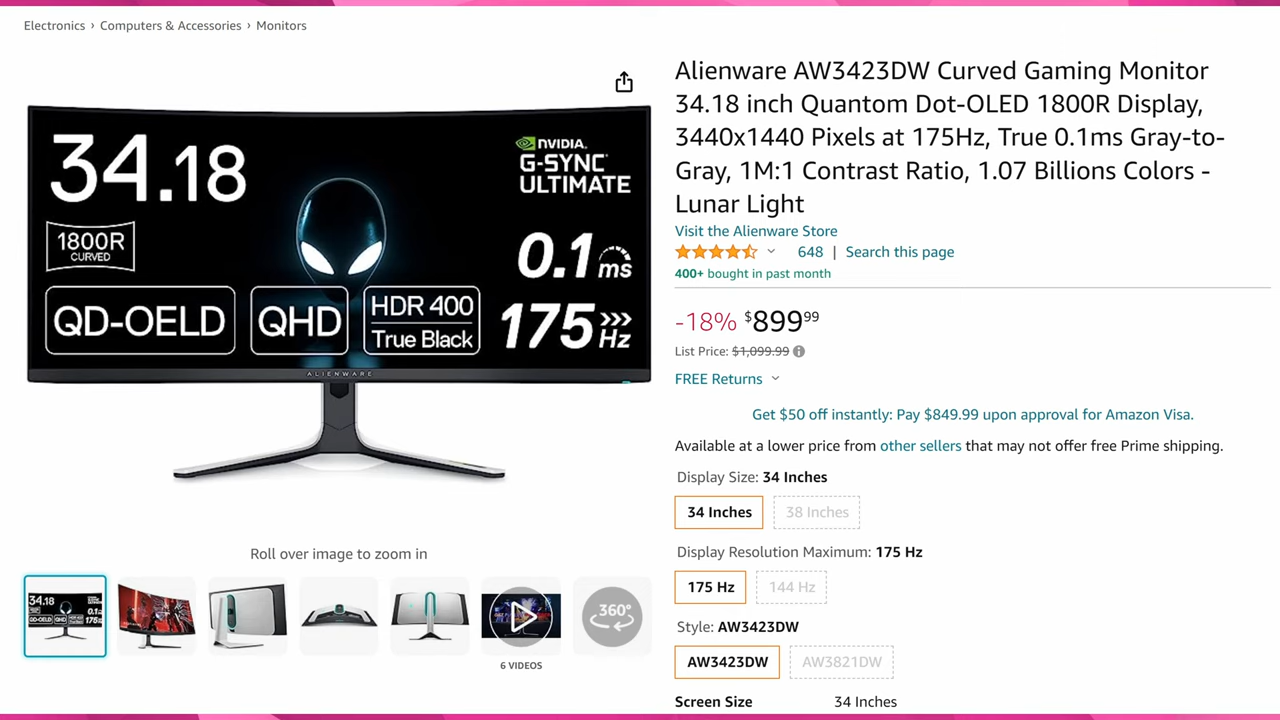 Electronics › Computers & Accessories › Monitors
Alienware AW3423DW Curved Gaming Monitor
34.18 inch Quantom Dot-OLED 1800R Display,
3440x1440 Pixels at 175Hz, True 0.1ms Gray-to-
Gray, 1M:1 Contrast Ratio, 1.07 Billions Colors -
Lunar Light
Visit the Alienware Store
648 | Search this page
400+ bought in past month
-18% $899.99
List Price: $1,099.99
FREE Returns
Get $50 off instantly: Pay $849.99 upon approval for Amazon Visa.
Available at a lower price from other sellers that may not offer free Prime shipping.
Display Size: 34 Inches
34 Inches 38 Inches
Display Resolution Maximum: 175 Hz
175 Hz 144 Hz
Style: AW3423DW
AW3423DW AW3821DW
Screen Size 34 Inches
34.18
NVIDIA.
G-SYNC
ULTIMATE
1800R
CURVED
0.1ms
QD-OELD
QHD
HDR 400
True Black
175 Hz
ALIENWARE
Roll over image to zoom in
34.18
360°
6 VIDEOS